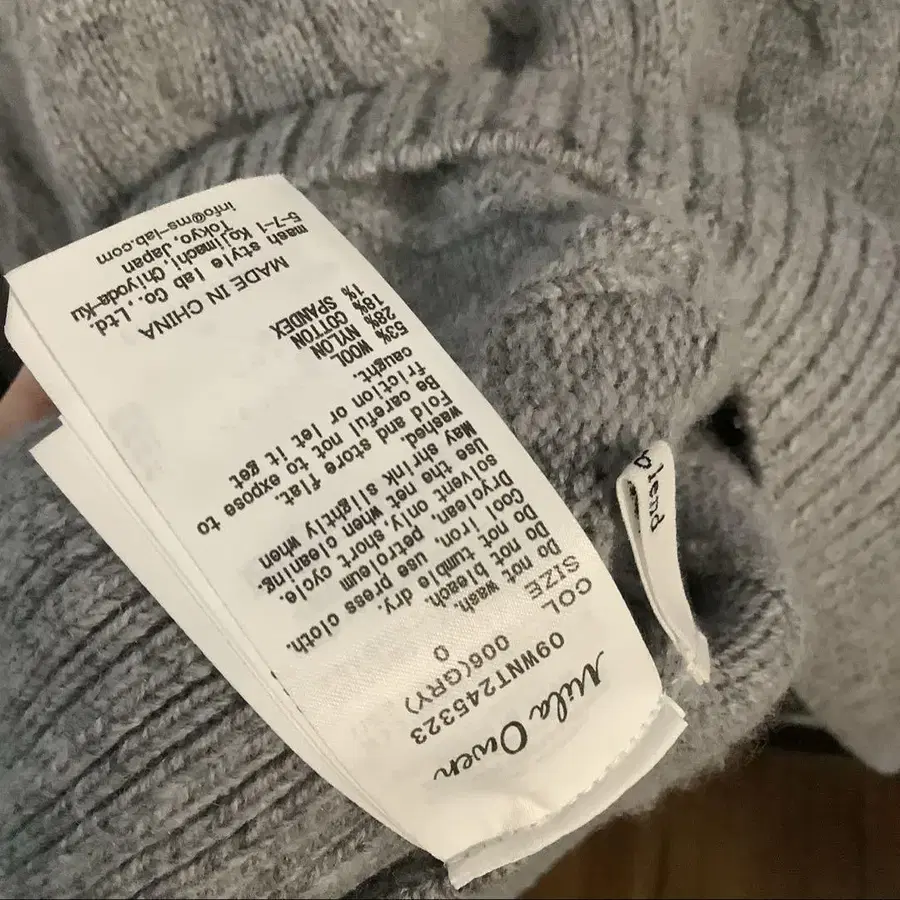 Mila Owen
09WNT245323
COL 006(GRY)
SIZE 0
Do not wash.
Do not bleach.
Do not tumble dry.
Cool iron, use press cloth.
Dryclean, petroleum
solvent only, short cycle.
Use the net when cleaning.
May shrink slightly when
washed.
Fold and store flat.
Be careful not to expose to
friction or let it get
caught.
53% WOOL
28% NYLON
18% COTTON
1% SPANDEX
MADE IN CHINA
mash style lab Co., Ltd.
5-7-1 Kojimachi, Chiyoda-Ku
Tokyo, Japan
info@ms-lab.com